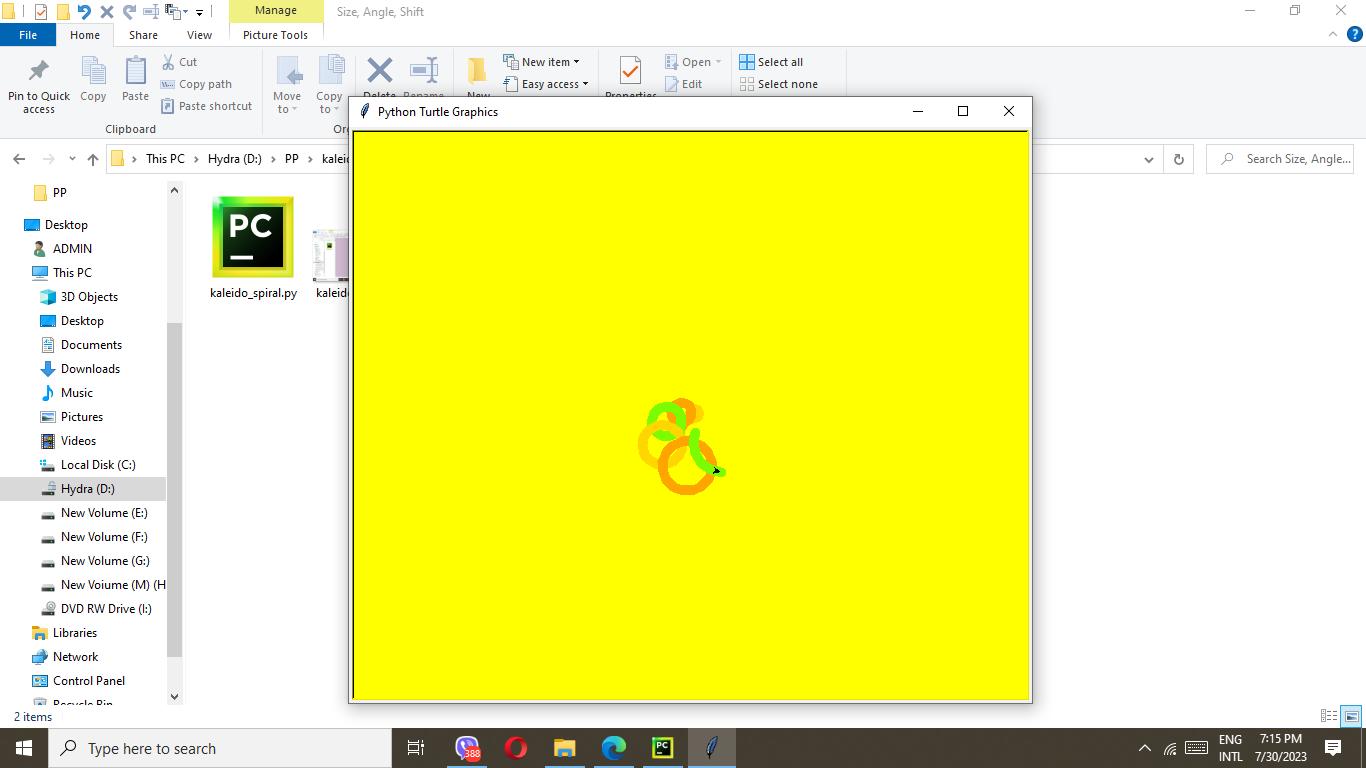 Manage
Size, Angle, Shift
File
Home
Share
View
Picture Tools
Pin to Quick
access
Copy
Paste
Cut
Copy path
Paste shortcut
Clipboard
Move
to
Copy
to
Delete
Rename
New
New item
Easy access
Properties
Open
Edit
Select all
Select none
Python Turtle Graphics
This PC
Hydra (D:)
PP
Search Size, Angle...
PP
Desktop
ADMIN
This PC
3D Objects
Desktop
Documents
Downloads
Music
Pictures
Videos
Local Disk (C:)
Hydra (D:)
New Volume (E:)
New Volume (F:)
New Volume (G:)
New Voiume (M) (H
DVD RW Drive (I:)
Libraries
Network
Control Panel
Recycle Bin
PC
kaleido_spiral.py
2 items
Type here to search
388
PC
ENG
INTL
7:15 PM
7/30/2023